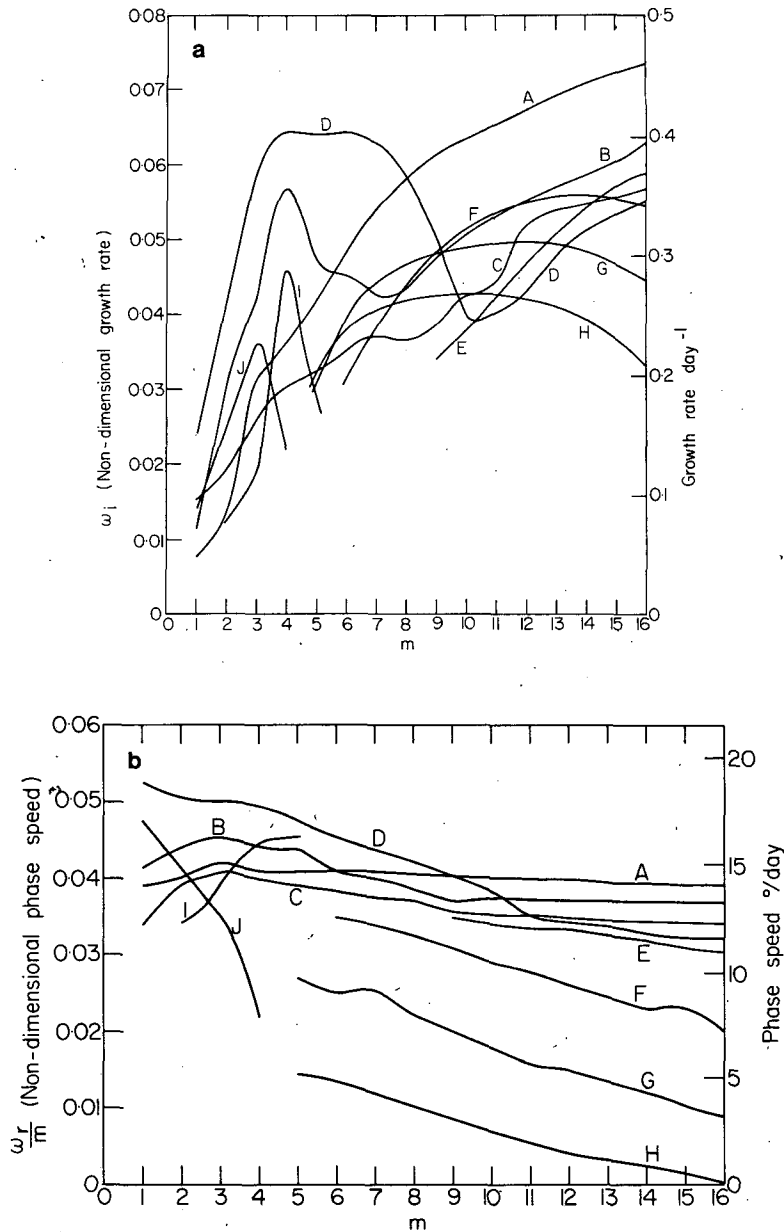 a
0·08
0·07
0·06
0·05
0·04
0·03
0·02
0·01
0
ωi (Non-dimensional growth rate)
0·5
0·4
0·3
0·2
0·1
0
Growth rate day-1
A
B
C
D
D
E
F
G
H
I
J
0 1 2 3 4 5 6 7 8 9 10 11 12 13 14 15 16
m
b
0·06
0·05
0·04
0·03
0·02
0·01
0
ωr/m (Non-dimensional phase speed)
20
15
10
5
0
Phase speed °/day
A
B
C
D
E
F
G
H
I
J
0 1 2 3 4 5 6 7 8 9 10 11 12 13 14 15 16
m